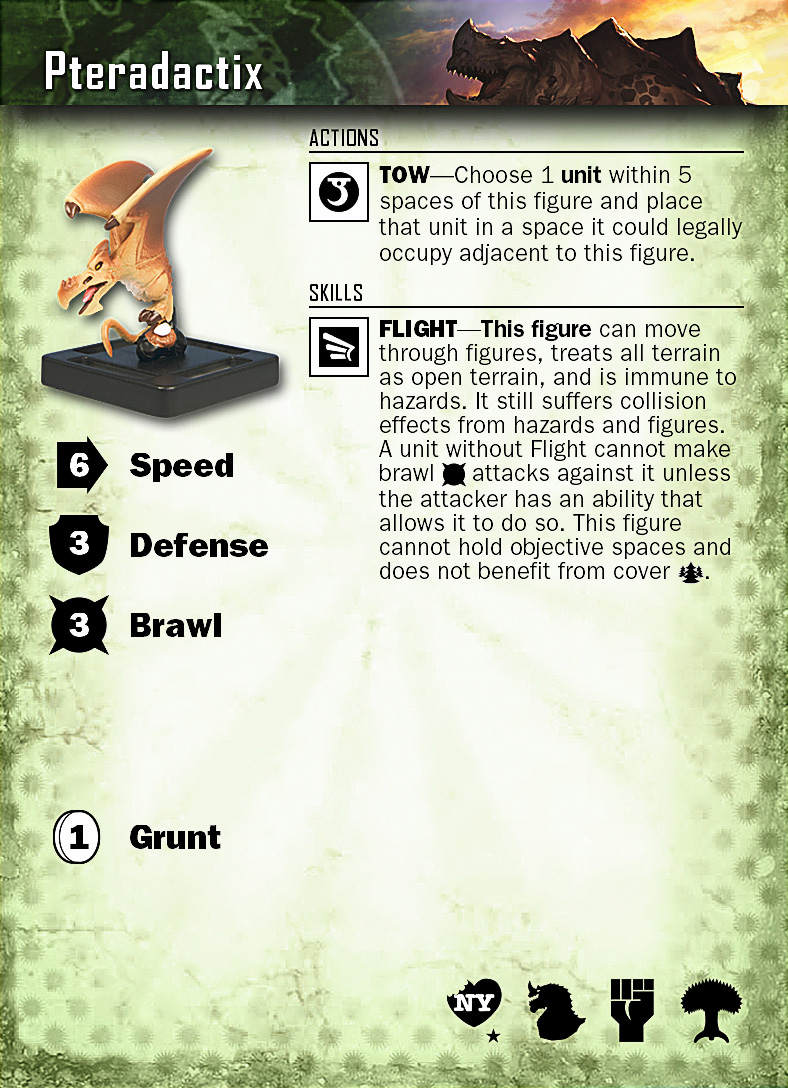 Pteradactix
ACTIONS
TOW—Choose 1 unit within 5
spaces of this figure and place
that unit in a space it could legally
occupy adjacent to this figure.
SKILLS
FLIGHT—This figure can move
through figures, treats all terrain
as open terrain, and is immune to
hazards. It still suffers collision
effects from hazards and figures.
A unit without Flight cannot make
brawl attacks against it unless
the attacker has an ability that
allows it to do so. This figure
cannot hold objective spaces and
does not benefit from cover .
6 Speed
3 Defense
3 Brawl
1 Grunt
NY